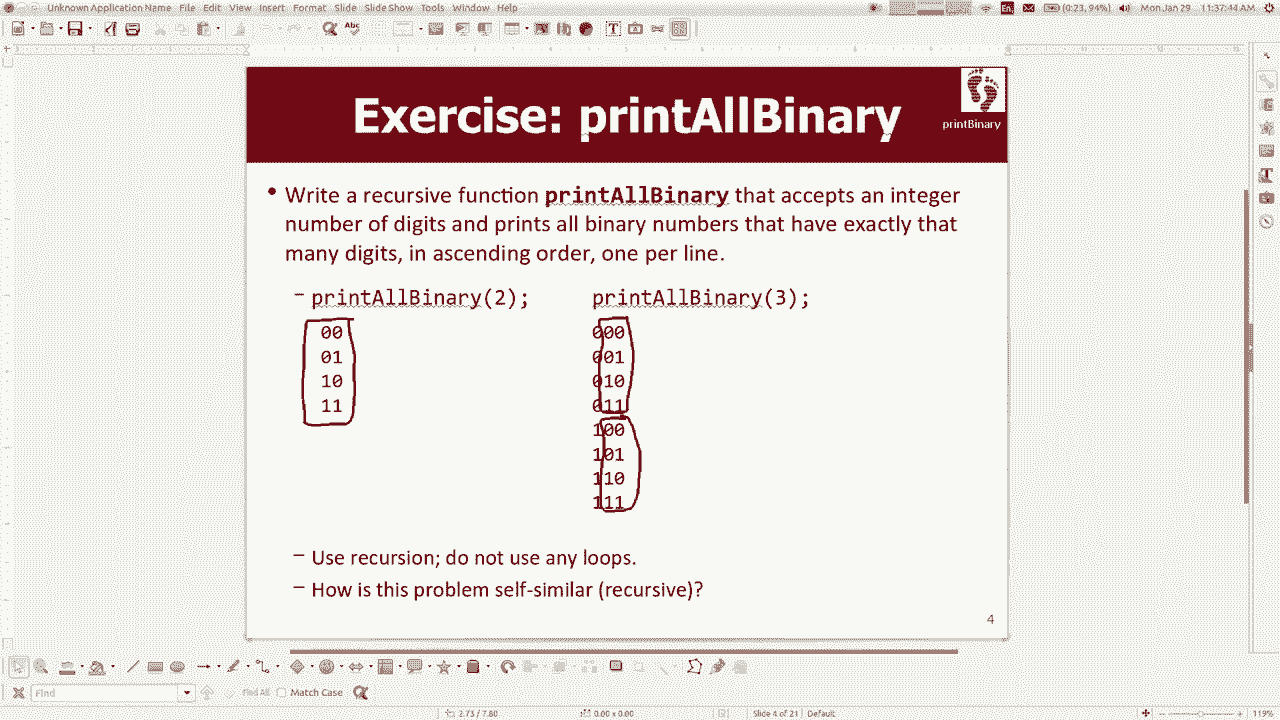 Unknown Application Name File Edit View Insert Format Slide Slide Show Tools Window Help
En (0:23, 94%) Mon Jan 29 11:37:14 AM
Abc
Exercise: printAllBinary
printBinary
• Write a recursive function printAllBinary that accepts an integer
number of digits and prints all binary numbers that have exactly that
many digits, in ascending order, one per line.
– printAllBinary(2); printAllBinary(3);
00 000
01 001
10 010
11 011
100
101
110
111
– Use recursion; do not use any loops.
– How is this problem self-similar (recursive)?
4
Find Find All Match Case
2.73 / 7.80 0.00 x 0.00 Slide 4 of 21 Default 119%